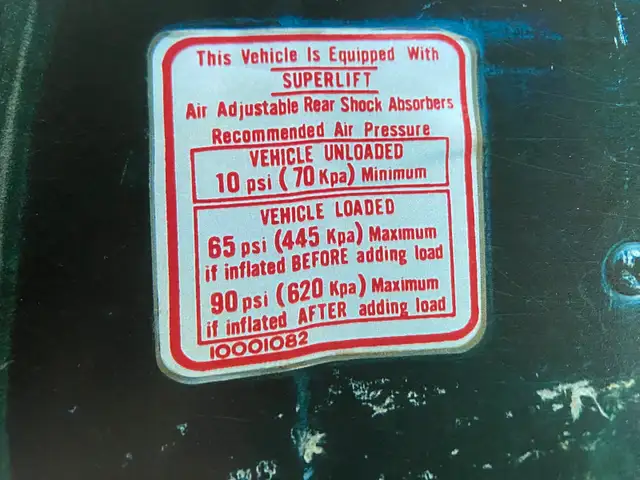 This Vehicle Is Equipped With
SUPERLIFT
Air Adjustable Rear Shock Absorbers
Recommended Air Pressure
VEHICLE UNLOADED
10 psi (70 Kpa) Minimum
VEHICLE LOADED
65 psi (445 Kpa) Maximum
if inflated BEFORE adding load
90 psi (620 Kpa) Maximum
if inflated AFTER adding load
10001082